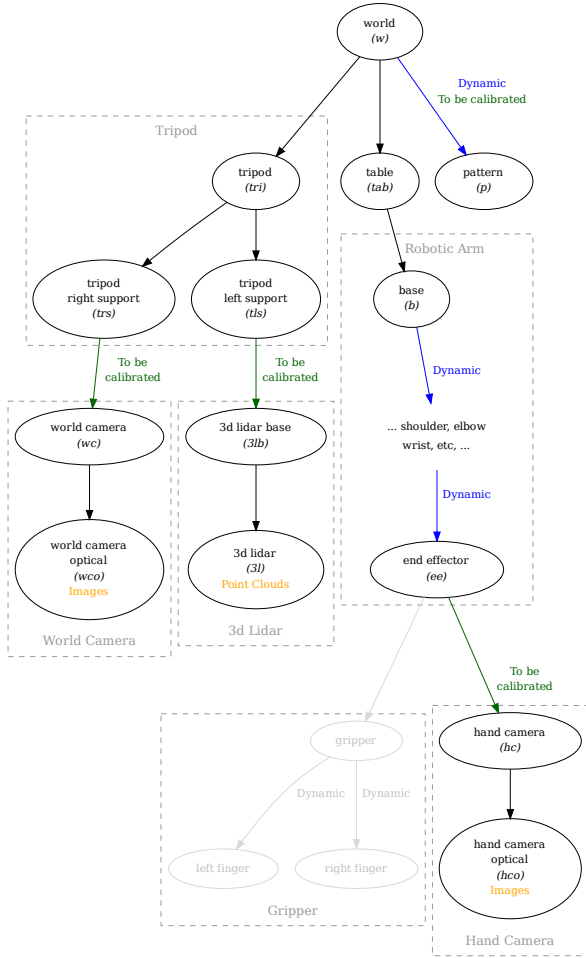 world
(w)
Dynamic
To be calibrated
Tripod
tripod
(tri)
table
(tab)
pattern
(p)
Robotic Arm
tripod
right support
(trs)
tripod
left support
(tls)
base
(b)
To be
calibrated
To be
calibrated
Dynamic
world camera
(wc)
3d lidar base
(3lb)
... shoulder, elbow
wrist, etc, ...
Dynamic
world camera
optical
(wco)
Images
3d lidar
(3l)
Point Clouds
end effector
(ee)
World Camera
3d Lidar
To be
calibrated
gripper
hand camera
(hc)
Dynamic
Dynamic
left finger
right finger
hand camera
optical
(hco)
Images
Gripper
Hand Camera